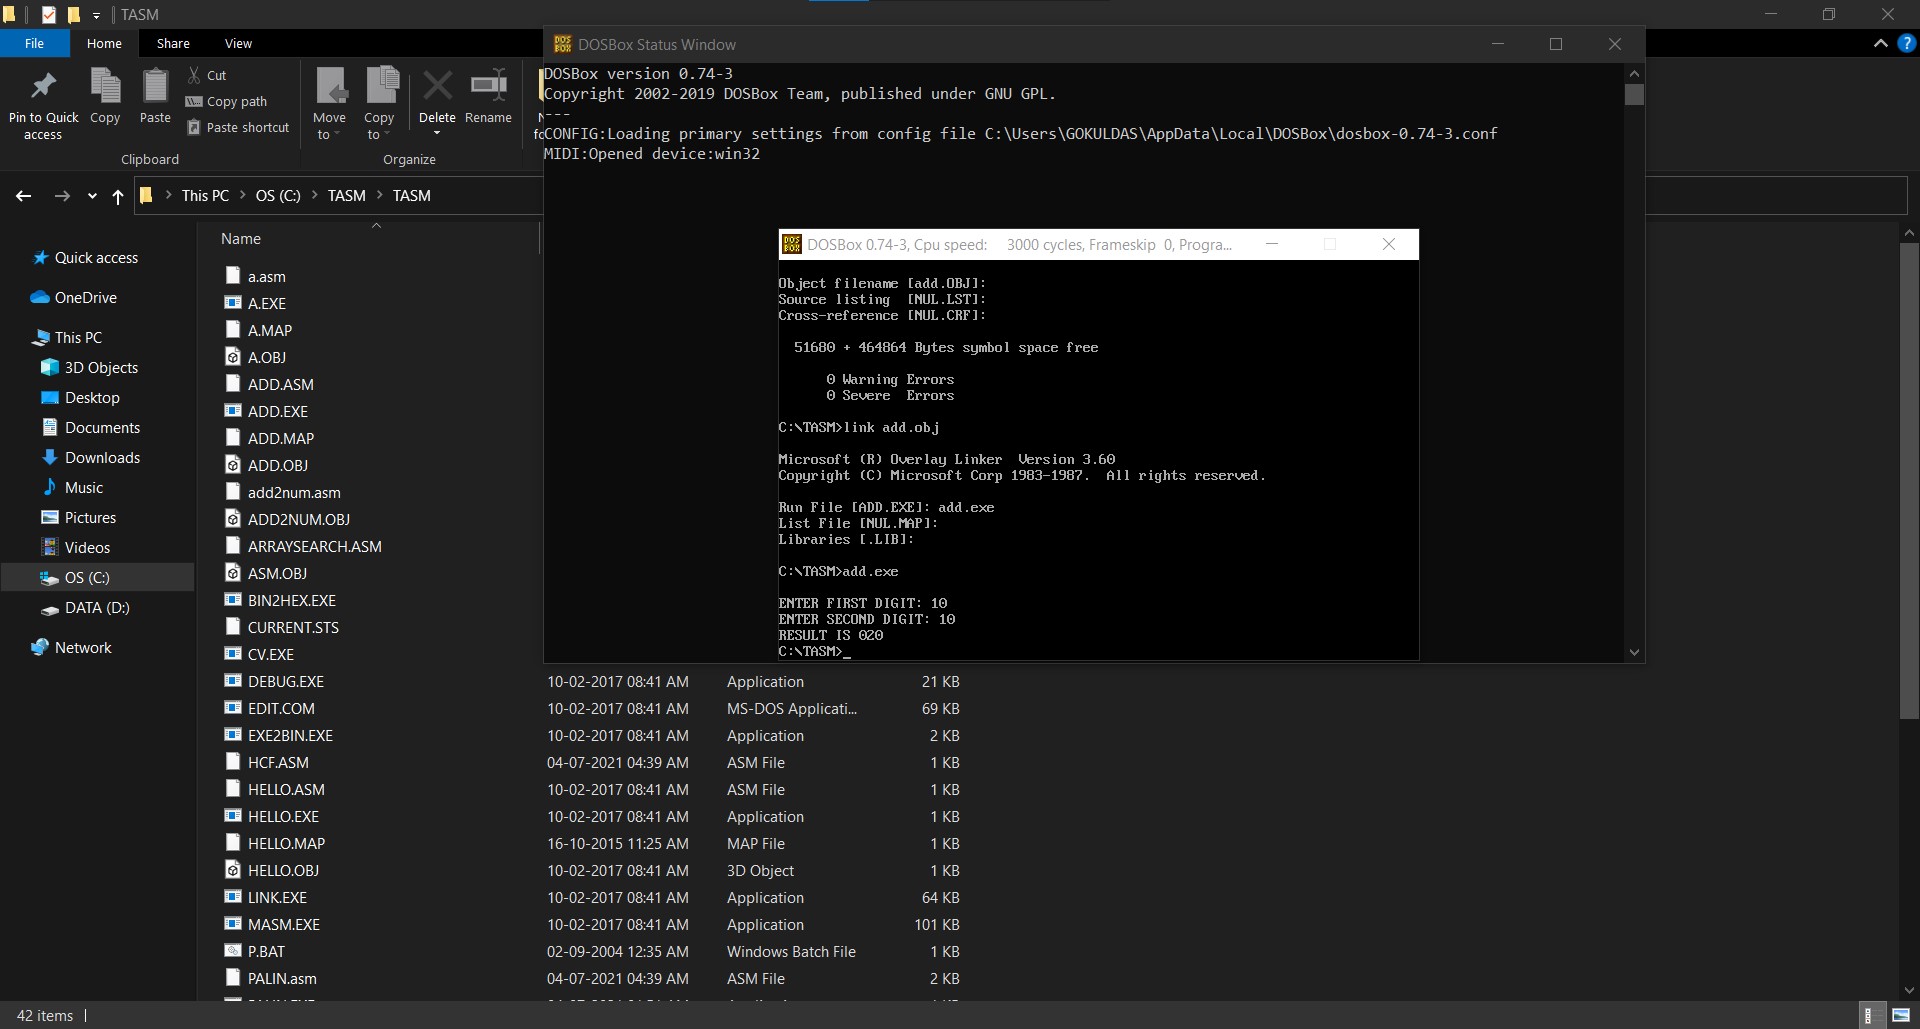 TASM
File
Home
Share
View
Pin to Quick access
Copy
Paste
Cut
Copy path
Paste shortcut
Clipboard
Move to
Copy to
Delete
Rename
Organize
This PC > OS (C:) > TASM > TASM
Quick access
OneDrive
This PC
3D Objects
Desktop
Documents
Downloads
Music
Pictures
Videos
OS (C:)
DATA (D:)
Network
Name
a.asm
A.EXE
A.MAP
A.OBJ
ADD.ASM
ADD.EXE
ADD.MAP
ADD.OBJ
add2num.asm
ADD2NUM.OBJ
ARRAYSEARCH.ASM
ASM.OBJ
BIN2HEX.EXE
CURRENT.STS
CV.EXE
DEBUG.EXE 10-02-2017 08:41 AM Application 21 KB
EDIT.COM 10-02-2017 08:41 AM MS-DOS Applicati... 69 KB
EXE2BIN.EXE 10-02-2017 08:41 AM Application 2 KB
HCF.ASM 04-07-2021 04:39 AM ASM File 1 KB
HELLO.ASM 10-02-2017 08:41 AM ASM File 1 KB
HELLO.EXE 10-02-2017 08:41 AM Application 1 KB
HELLO.MAP 16-10-2015 11:25 AM MAP File 1 KB
HELLO.OBJ 10-02-2017 08:41 AM 3D Object 1 KB
LINK.EXE 10-02-2017 08:41 AM Application 64 KB
MASM.EXE 10-02-2017 08:41 AM Application 101 KB
P.BAT 02-09-2004 12:35 AM Windows Batch File 1 KB
PALIN.asm 04-07-2021 04:39 AM ASM File 2 KB
42 items
DOSBox Status Window
DOSBox version 0.74-3
Copyright 2002-2019 DOSBox Team, published under GNU GPL.
---
CONFIG:Loading primary settings from config file C:\Users\GOKULDAS\AppData\Local\DOSBox\dosbox-0.74-3.conf
MIDI:Opened device:win32
DOSBox 0.74-3, Cpu speed: 3000 cycles, Frameskip 0, Progra...
Object filename [add.OBJ]:
Source listing [NUL.LST]:
Cross-reference [NUL.CRF]:
51680 + 464864 Bytes symbol space free
0 Warning Errors
0 Severe Errors
C:\TASM>link add.obj
Microsoft (R) Overlay Linker Version 3.60
Copyright (C) Microsoft Corp 1983-1987. All rights reserved.
Run File [ADD.EXE]: add.exe
List File [NUL.MAP]:
Libraries [.LIB]:
C:\TASM>add.exe
ENTER FIRST DIGIT: 10
ENTER SECOND DIGIT: 10
RESULT IS 020
C:\TASM>_